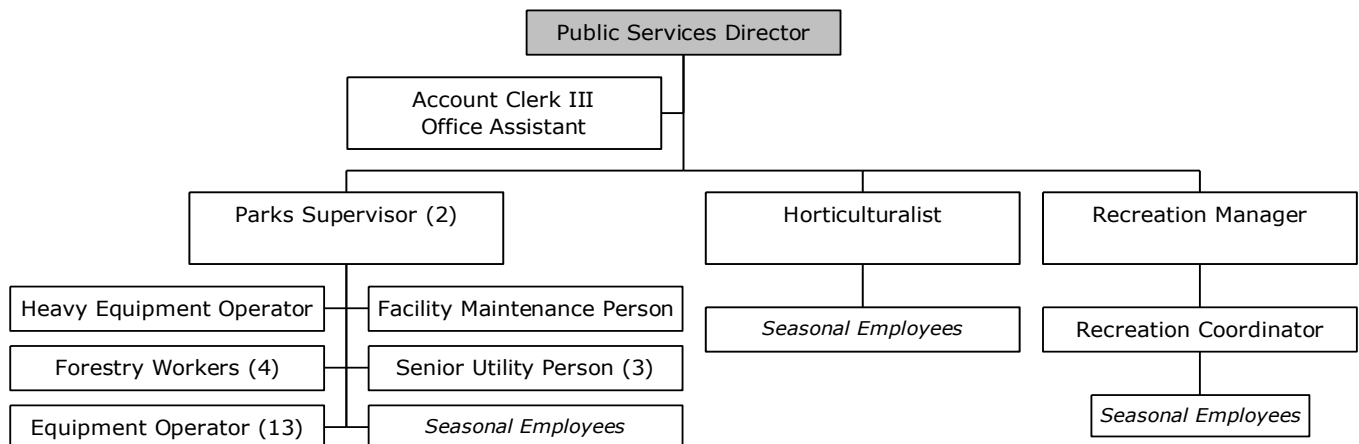 Public Services Director
Account Clerk III
Office Assistant
Parks Supervisor (2)
Horticulturalist
Recreation Manager
Heavy Equipment Operator
Facility Maintenance Person
Seasonal Employees
Recreation Coordinator
Forestry Workers (4)
Senior Utility Person (3)
Seasonal Employees
Equipment Operator (13)
Seasonal Employees